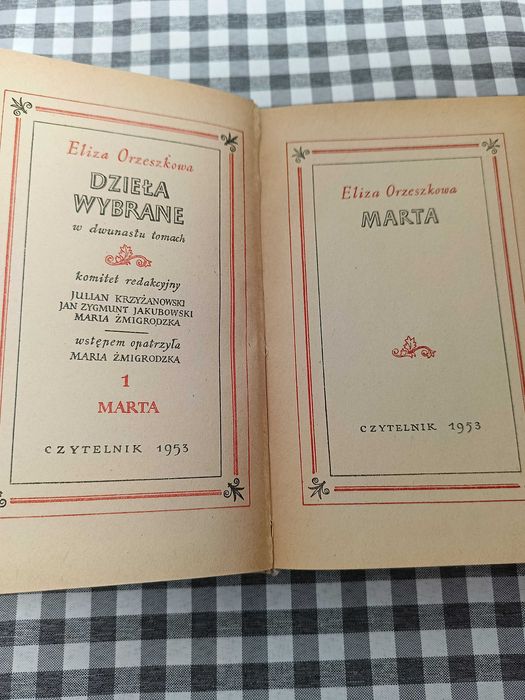 Eliza Orzeszkowa
DZIEŁA
WYBRANE
w dwunastu tomach
komitet redakcyjny
JULIAN KRZYŻANOWSKI
JAN ZYGMUNT JAKUBOWSKI
MARIA ŻMIGRODZKA
wstępem opatrzyła
MARIA ŻMIGRODZKA
1
MARTA
CZYTELNIK 1953
Eliza Orzeszkowa
MARTA
CZYTELNIK 1953